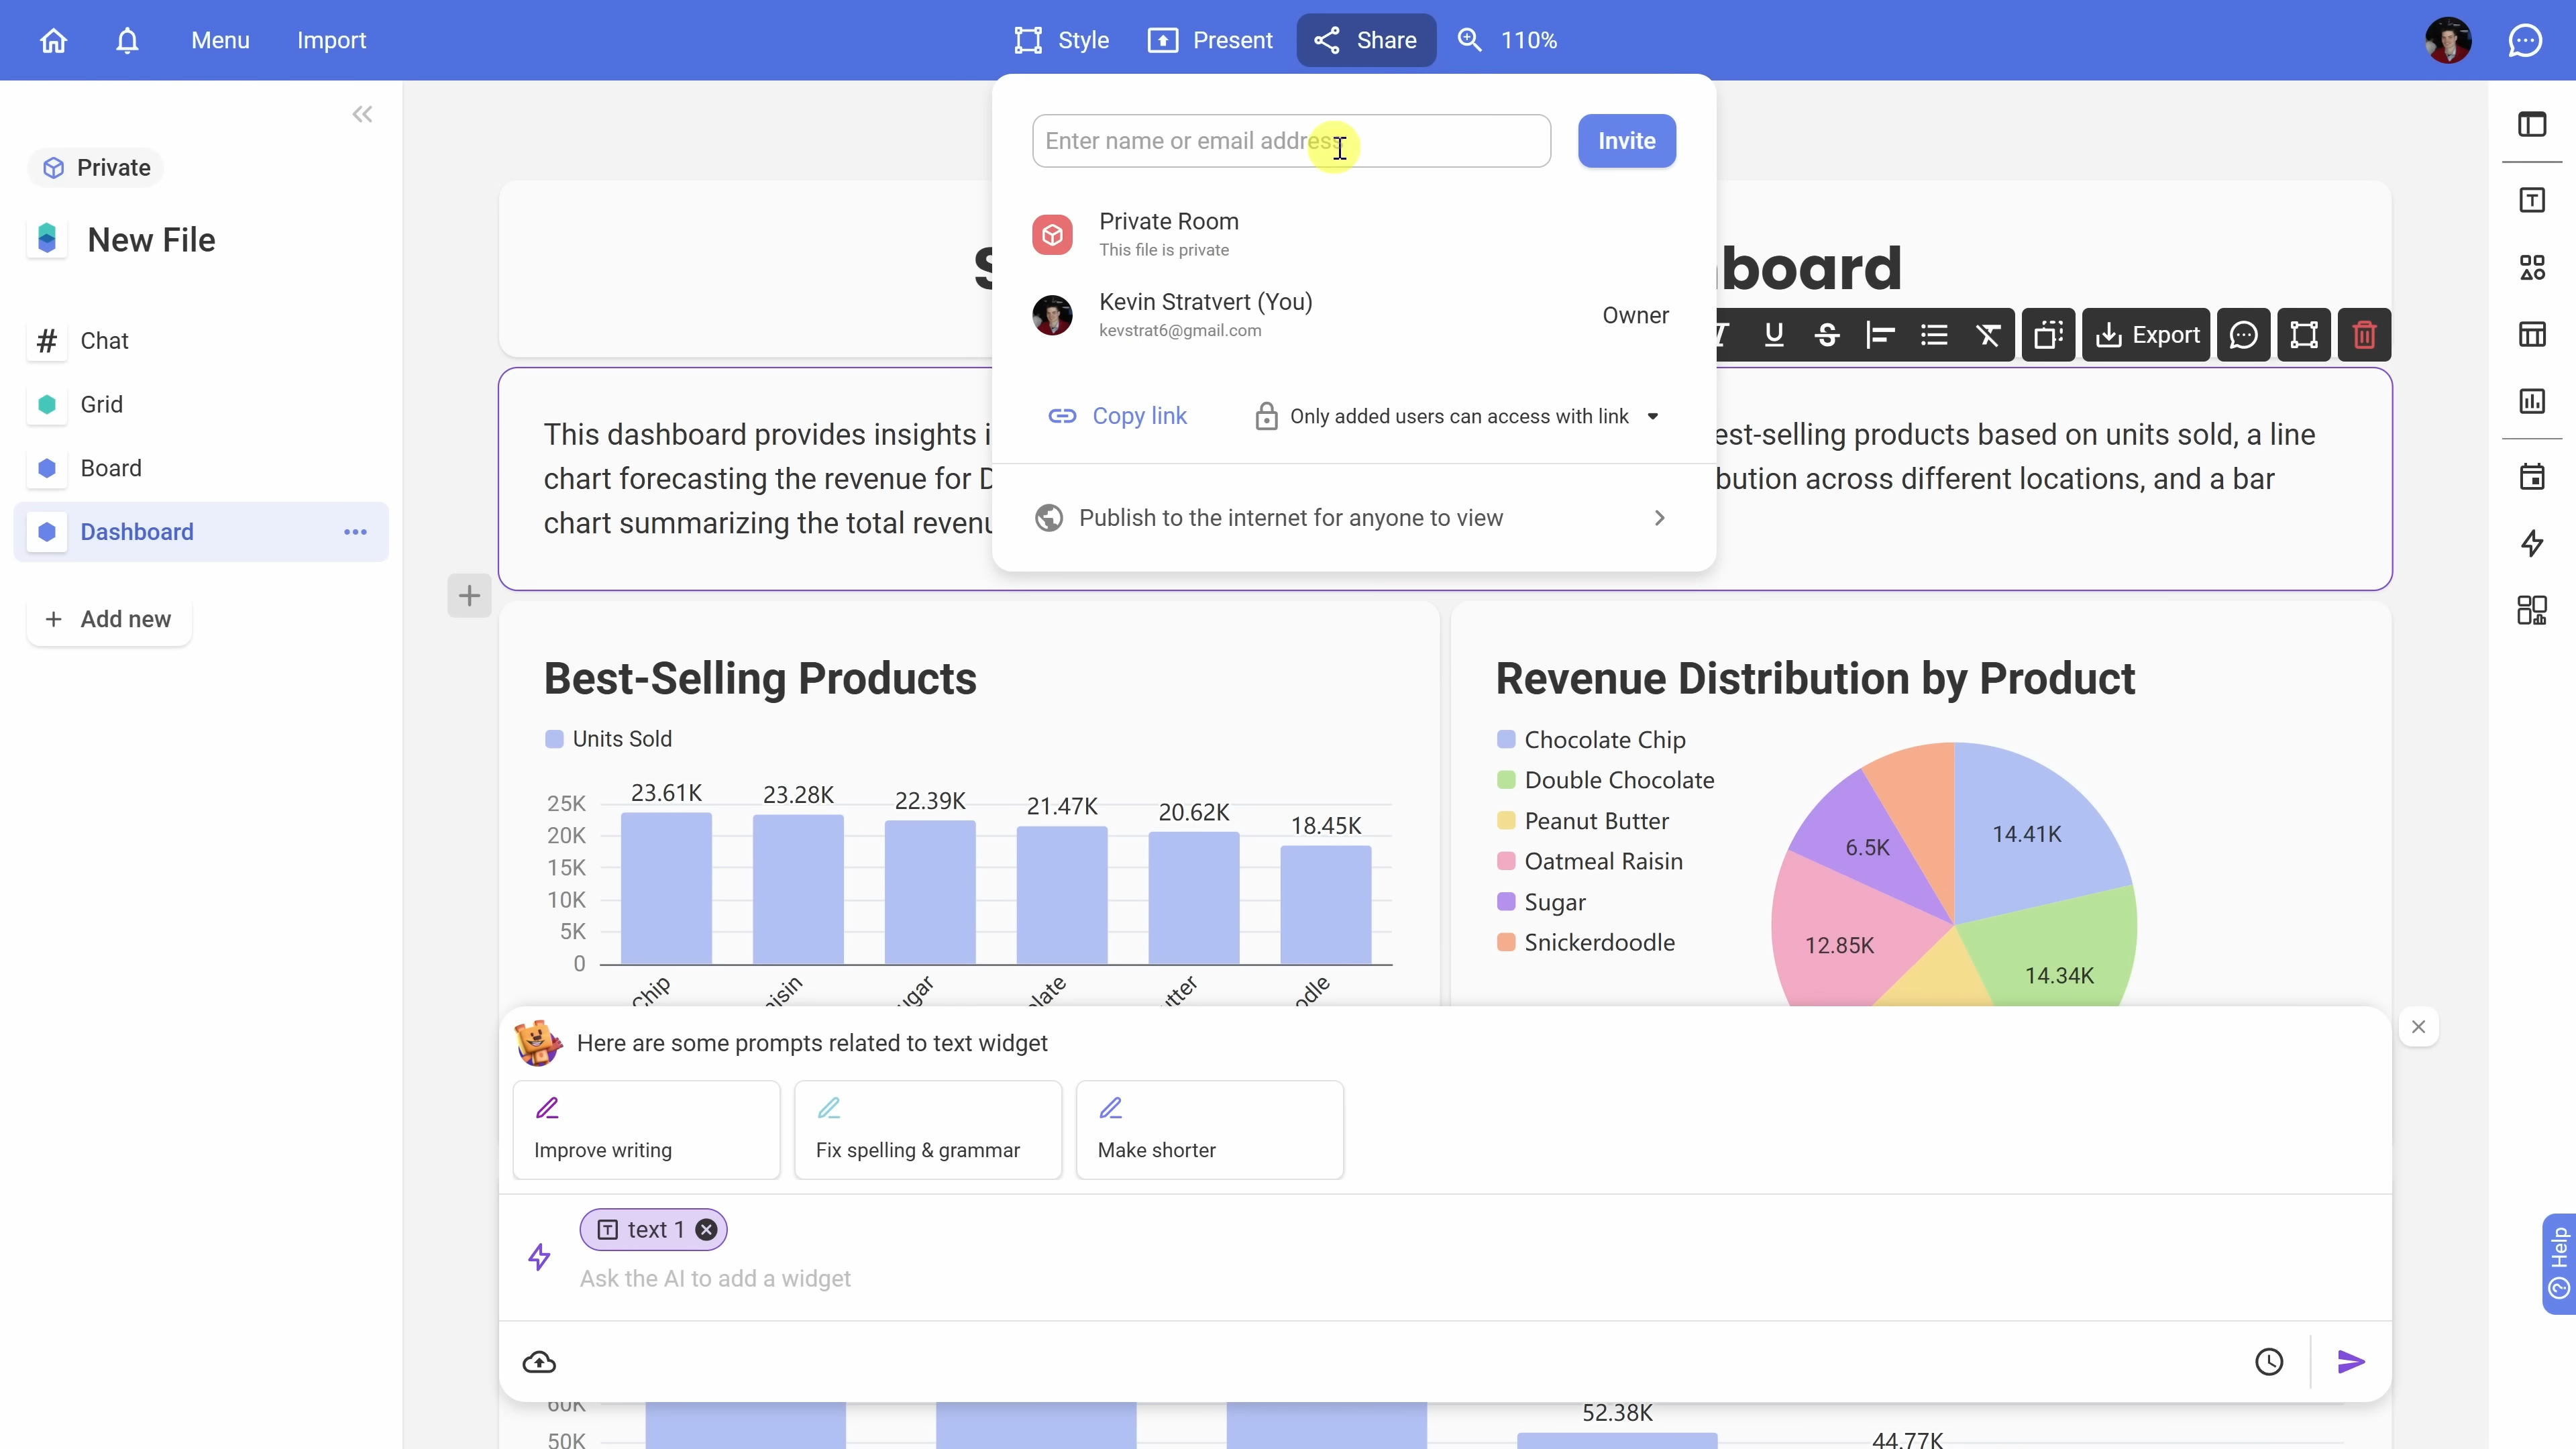 Menu
Import
Style
Present
Share
110%
Private
New File
Chat
Grid
Board
Dashboard
Add new
Enter name or email address
Invite
Private Room
This file is private
Kevin Stratvert (You)
kevstrat6@gmail.com
Owner
Copy link
Only added users can access with link
Publish to the internet for anyone to view
S
board
Export
This dashboard provides insights i
est-selling products based on units sold, a line
chart forecasting the revenue for D
bution across different locations, and a bar
chart summarizing the total revenu
Best-Selling Products
Units Sold
25K
20K
15K
10K
5K
0
23.61K
23.28K
22.39K
21.47K
20.62K
18.45K
Chip
aisin
ugar
olate
utter
odle
Revenue Distribution by Product
Chocolate Chip
Double Chocolate
Peanut Butter
Oatmeal Raisin
Sugar
Snickerdoodle
14.41K
6.5K
12.85K
14.34K
Here are some prompts related to text widget
Improve writing
Fix spelling & grammar
Make shorter
text 1
Ask the AI to add a widget
Help
60K
50K
52.38K
44.77K